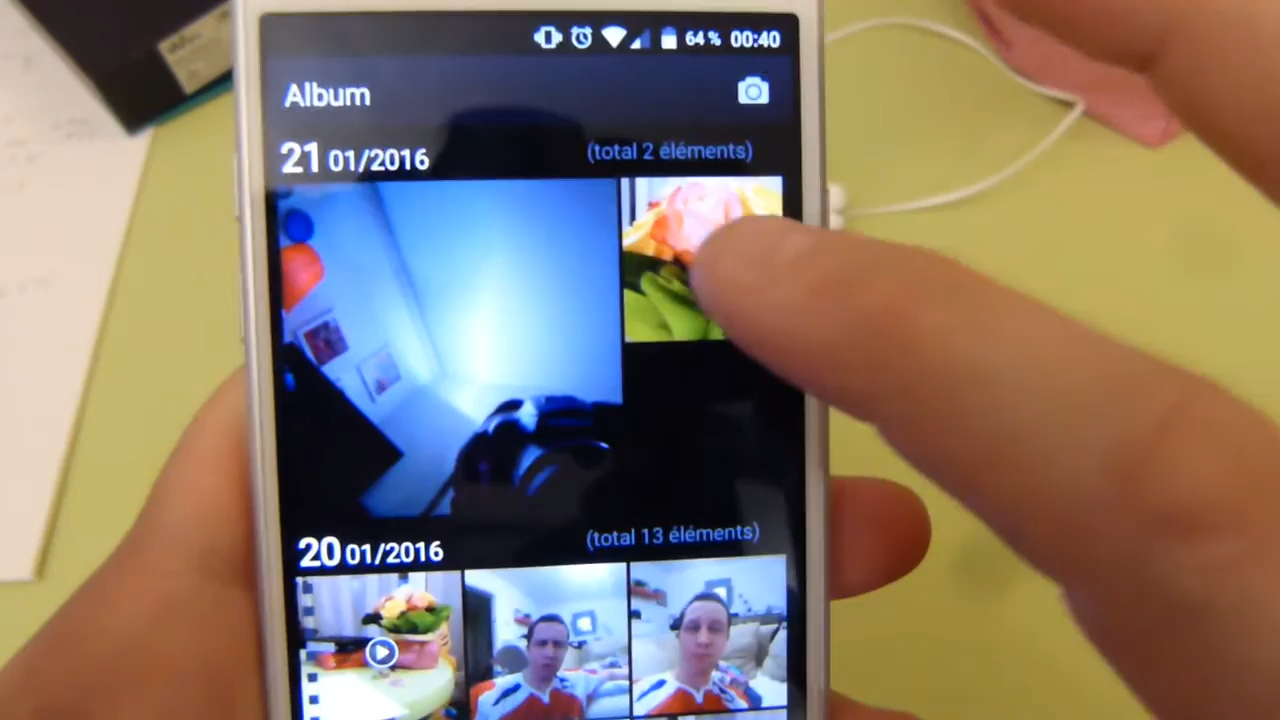 64 % 00:40
Album
21 01/2016 (total 2 éléments)
20 01/2016 (total 13 éléments)